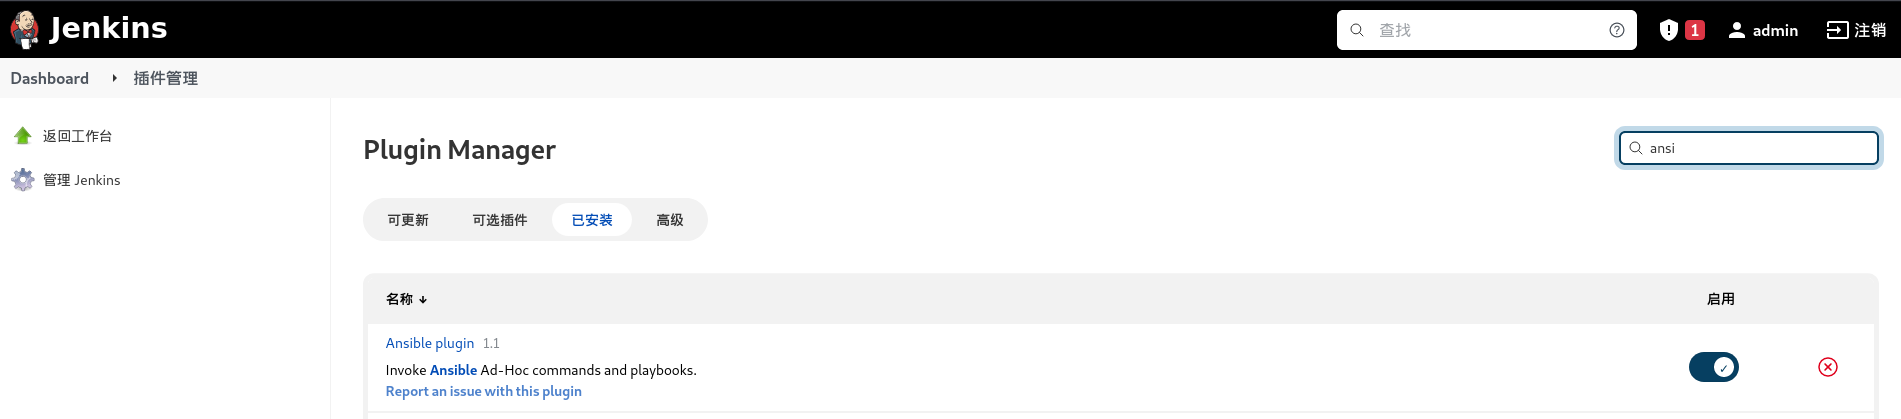 Jenkins
查找
1
admin
注销
Dashboard
插件管理
返回工作台
管理 Jenkins
Plugin Manager
ansi
可更新
可选插件
已安装
高级
名称 ↓
启用
Ansible plugin 1.1
Invoke Ansible Ad-Hoc commands and playbooks.
Report an issue with this plugin